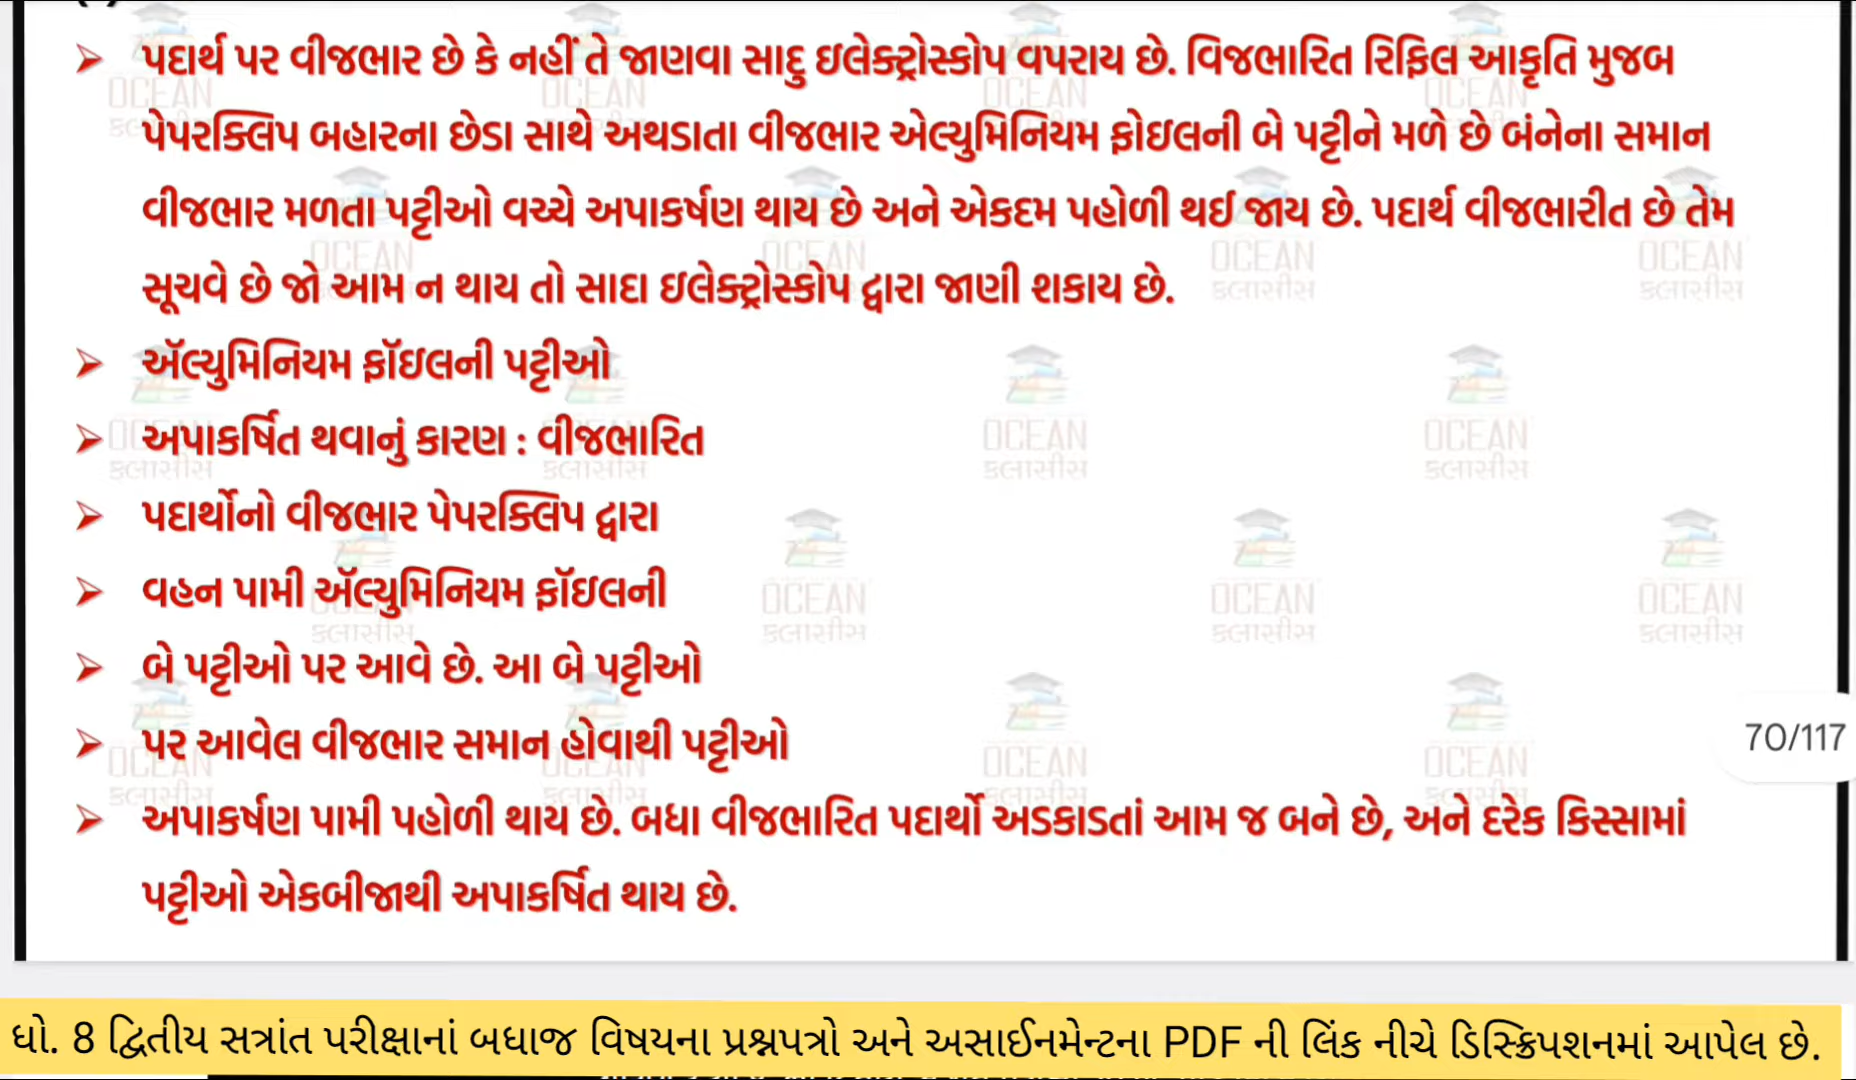 ➤ પદાર્થ પર વીજભાર છે કે નહીં તે જાણવા સાદુ ઇલેક્ટ્રોસ્કોપ વપરાય છે. વિજભારિત રિફિલ આકૃતિ મુજબ
પેપરક્લિપ બહારના છેડા સાથે અથડાતા વીજભાર એલ્યુમિનિયમ ફોઇલની બે પટ્ટીને મળે છે બંનેના સમાન
વીજભાર મળતા પટ્ટીઓ વચ્ચે અપાકર્ષણ થાય છે અને એકદમ પહોળી થઈ જાય છે. પદાર્થ વીજભારીત છે તેમ
સૂચવે છે જો આમ ન થાય તો સાદા ઇલેક્ટ્રોસ્કોપ દ્વારા જાણી શકાય છે.
➤ ઍલ્યુમિનિયમ ફૉઇલની પટ્ટીઓ
➤ અપાકર્ષિત થવાનું કારણ : વીજભારિત
➤ પદાર્થોનો વીજભાર પેપરક્લિપ દ્વારા
➤ વહન પામી ઍલ્યુમિનિયમ ફૉઇલની
➤ બે પટ્ટીઓ પર આવે છે. આ બે પટ્ટીઓ
➤ પર આવેલ વીજભાર સમાન હોવાથી પટ્ટીઓ
70/117
➤ અપાકર્ષણ પામી પહોળી થાય છે. બધા વીજભારિત પદાર્થો અડકાડતાં આમ જ બને છે, અને દરેક કિસ્સામાં
પટ્ટીઓ એકબીજાથી અપાકર્ષિત થાય છે.
ધો. 8 દ્વિતીય સત્રાંત પરીક્ષાનાં બધાજ વિષયના પ્રશ્નપત્રો અને અસાઈનમેન્ટના PDF ની લિંક નીચે ડિસ્ક્રિપશનમાં આપેલ છે.